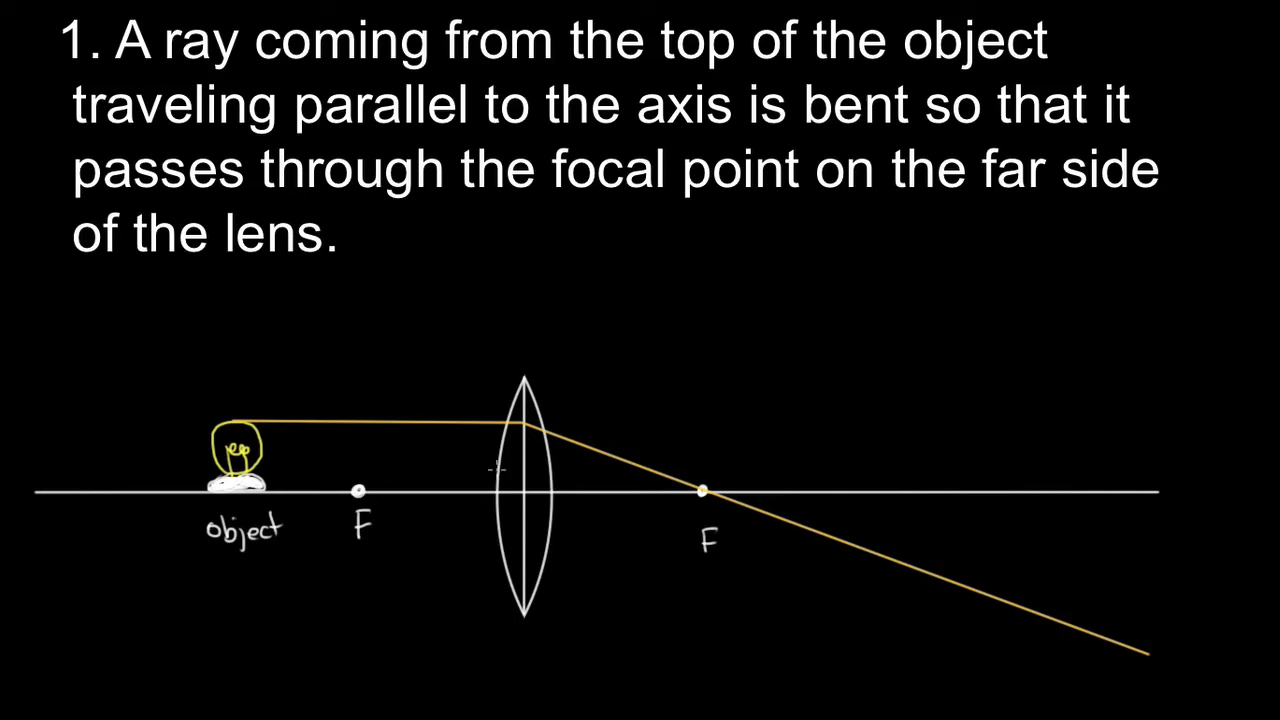 1. A ray coming from the top of the object
traveling parallel to the axis is bent so that it
passes through the focal point on the far side
of the lens.
object
F
F